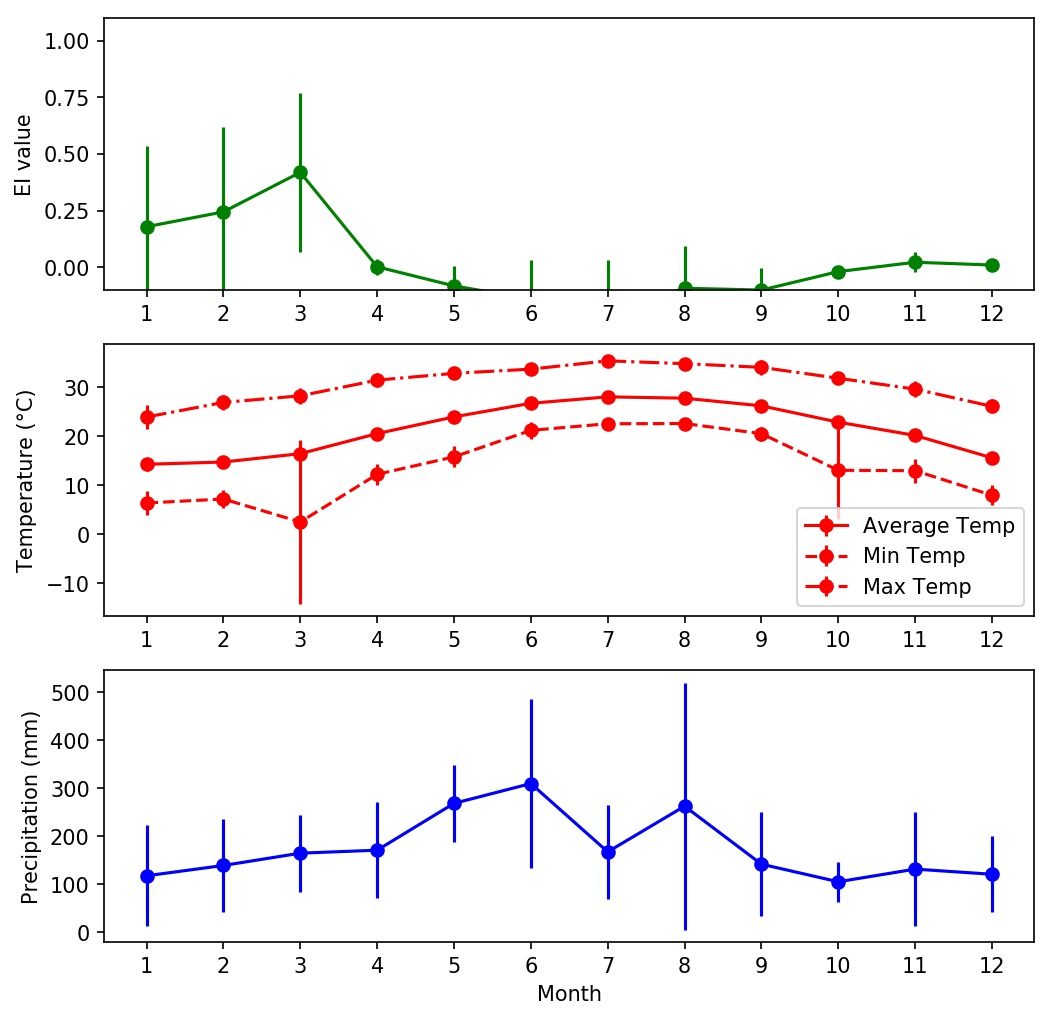 EI value
1.00
0.75
0.50
0.25
0.00
1 2 3 4 5 6 7 8 9 10 11 12
Temperature (°C)
30
20
10
0
−10
Average Temp
Min Temp
Max Temp
1 2 3 4 5 6 7 8 9 10 11 12
Precipitation (mm)
500
400
300
200
100
0
1 2 3 4 5 6 7 8 9 10 11 12
Month